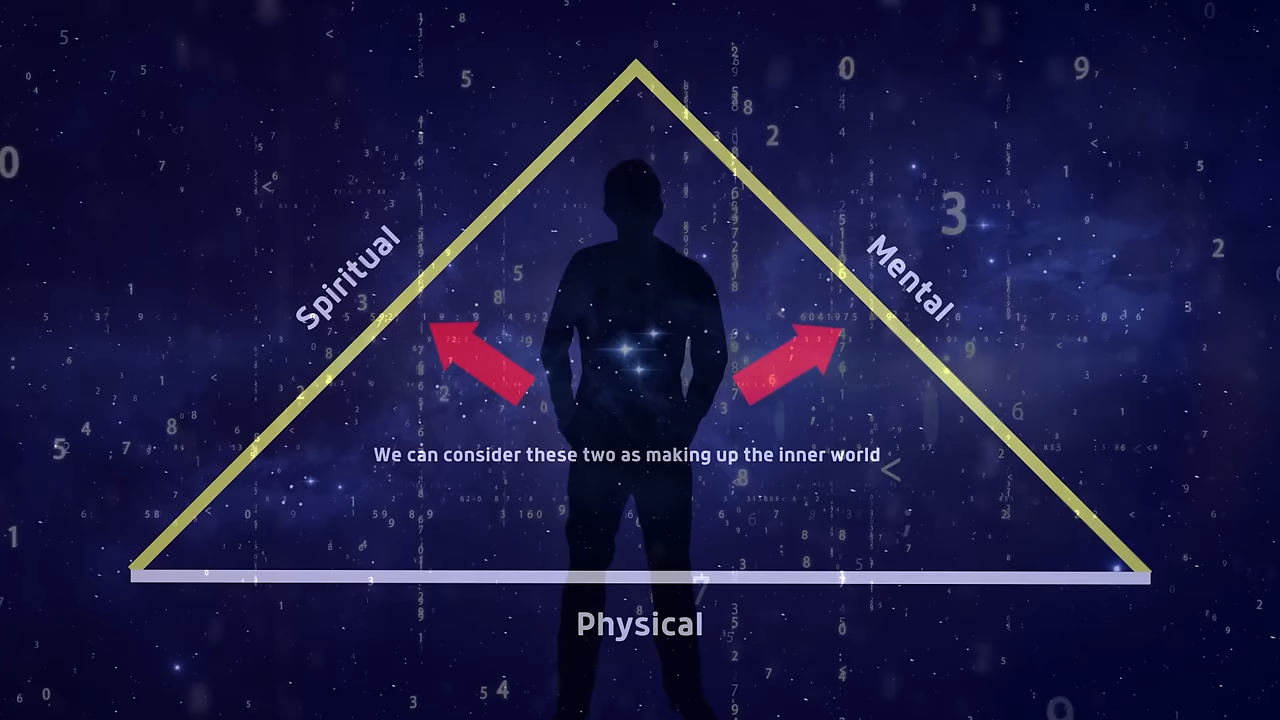 Spiritual
Mental
We can consider these two as making up the inner world
Physical